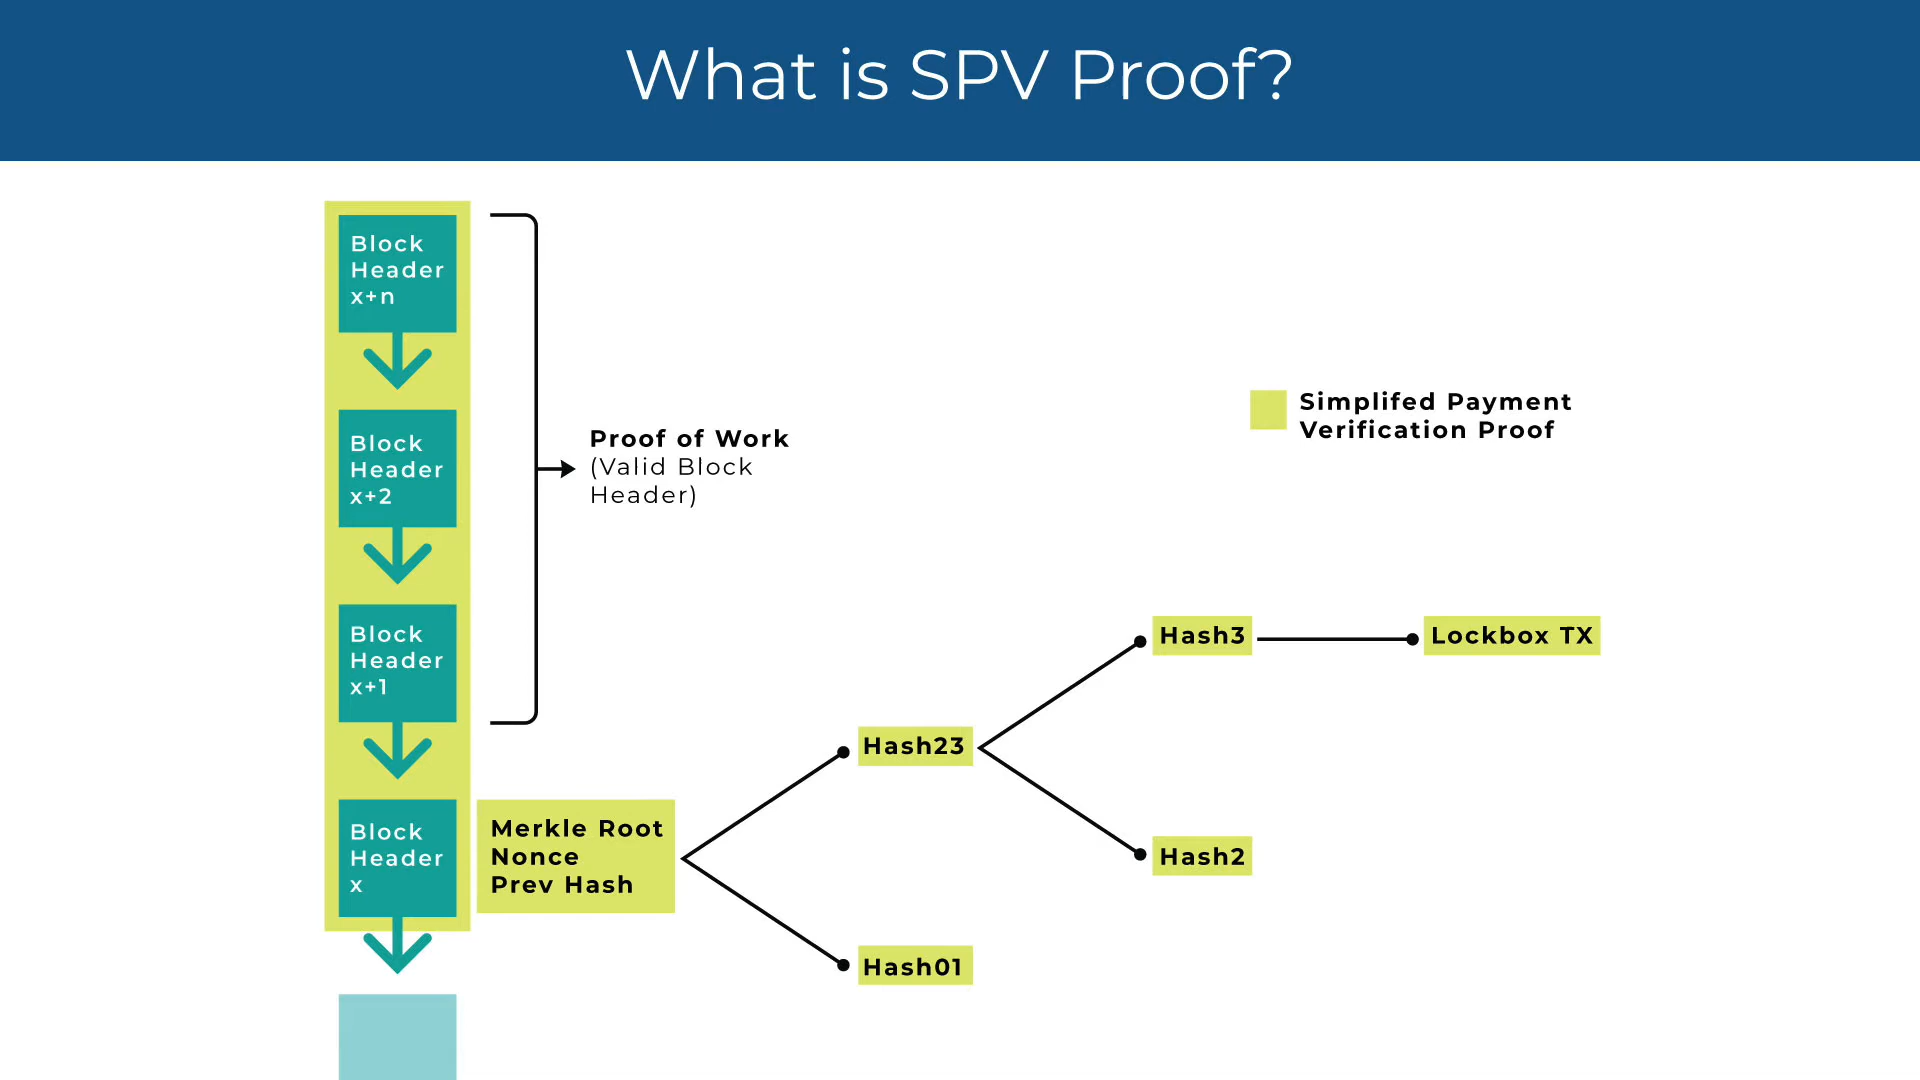 What is SPV Proof?
Block
Header
x+n
Block
Header
x+2
Block
Header
x+1
Block
Header
x
Proof of Work
(Valid Block
Header)
Simplifed Payment
Verification Proof
Merkle Root
Nonce
Prev Hash
Hash23
Hash01
Hash3
Hash2
Lockbox TX